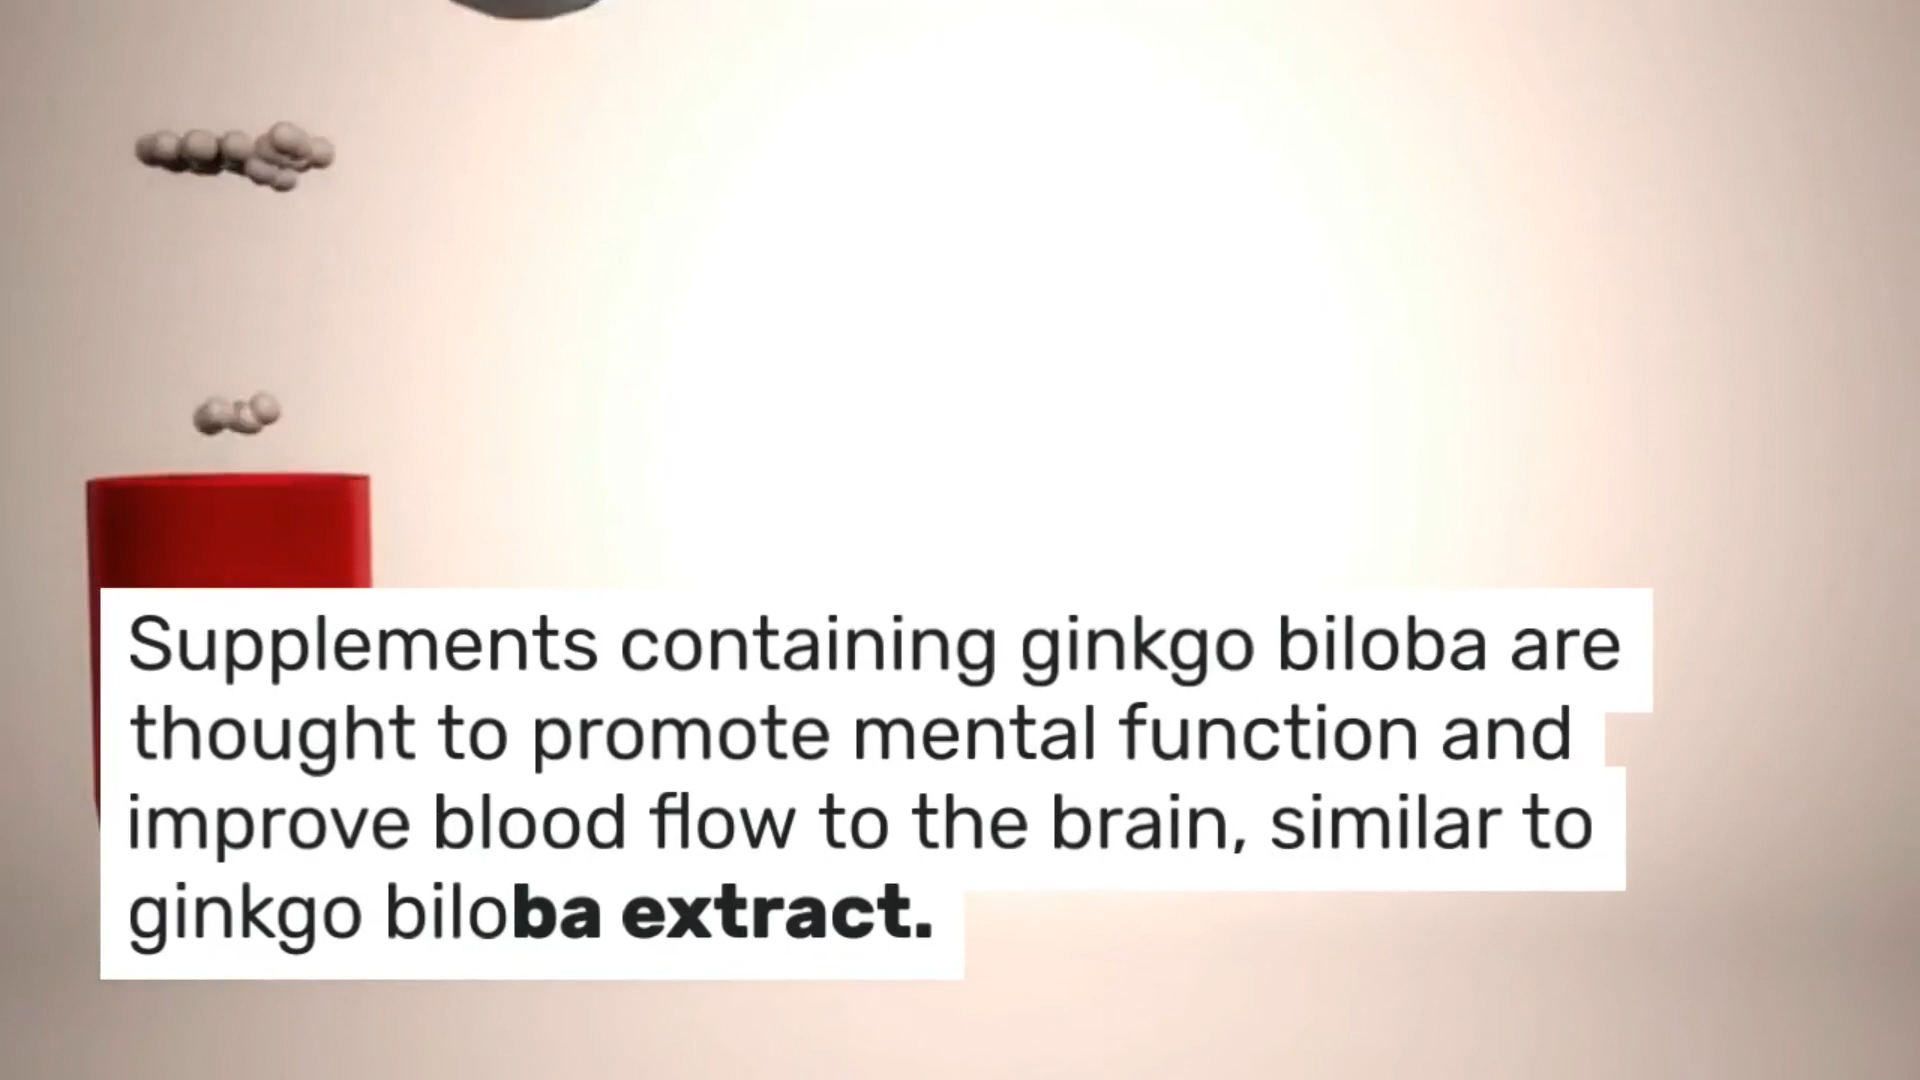 Supplements containing ginkgo biloba are
thought to promote mental function and
improve blood flow to the brain, similar to
ginkgo biloba extract.